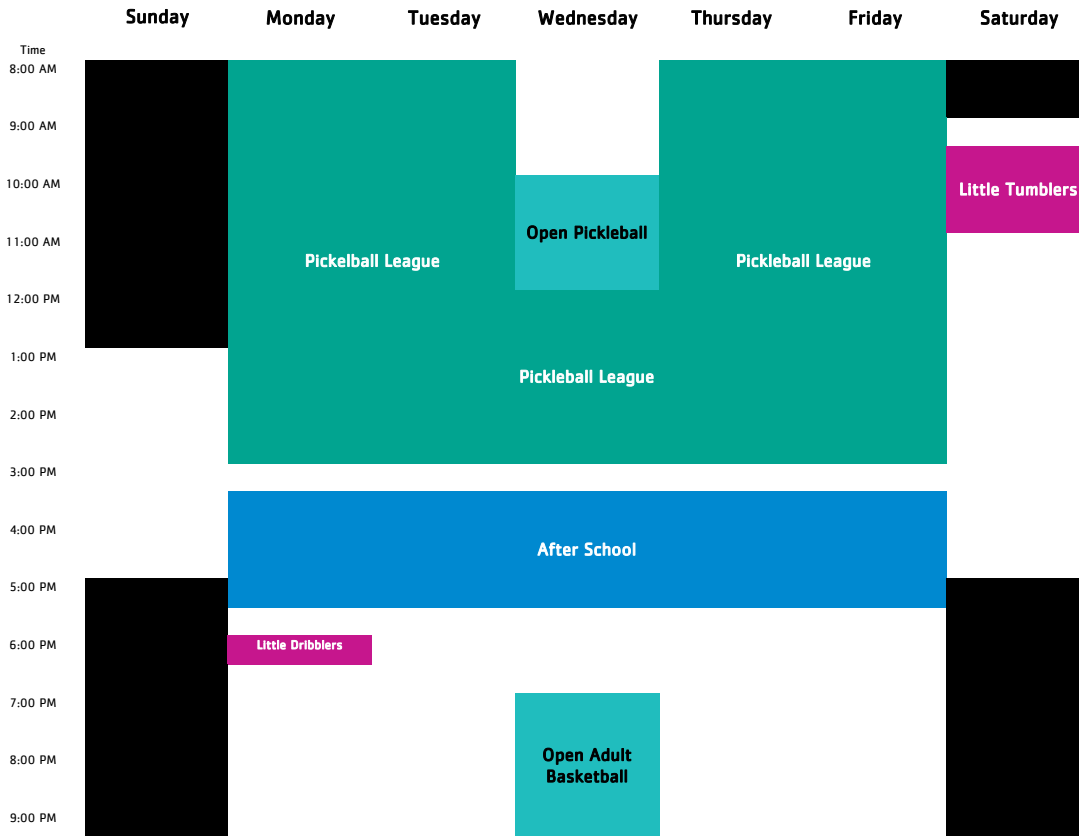 Sunday
Monday
Tuesday
Wednesday
Thursday
Friday
Saturday
Time
8:00 AM
9:00 AM
10:00 AM
Little Tumblers
Open Pickleball
11:00 AM
Pickelball League
Pickleball League
12:00 PM
1:00 PM
Pickleball League
2:00 PM
3:00 PM
4:00 PM
After School
5:00 PM
6:00 PM
Little Dribblers
7:00 PM
8:00 PM
Open Adult
Basketball
9:00 PM